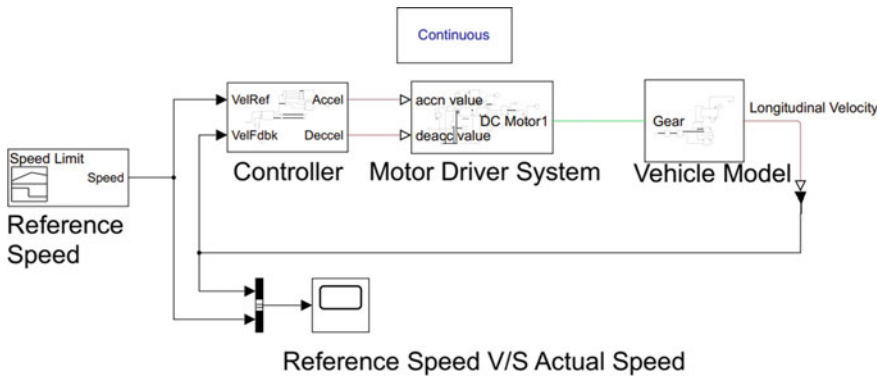 Continuous
VelRef
Accel
VelFdbk
Deccel
Controller
accn value
DC Motor1
deacc value
Motor Driver System
Gear
Vehicle Model
Longitudinal Velocity
Speed Limit
Speed
Reference
Speed
Reference Speed V/S Actual Speed